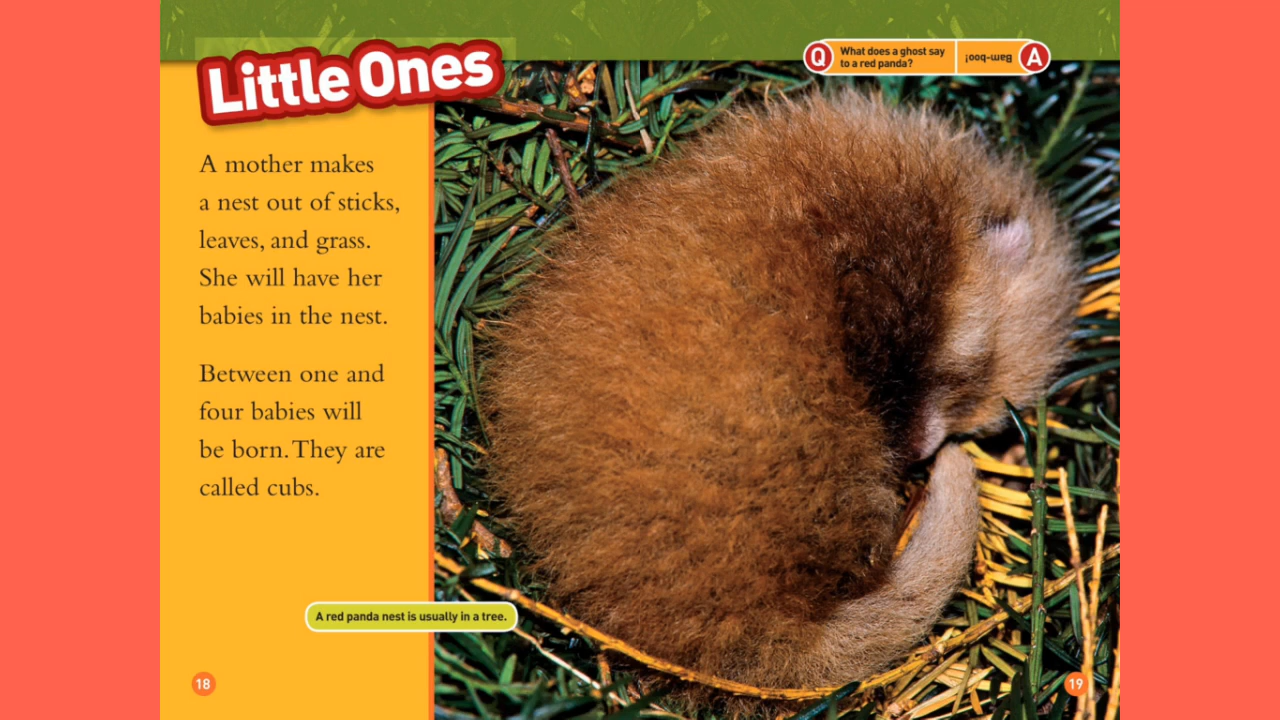 Little Ones
A mother makes
a nest out of sticks,
leaves, and grass.
She will have her
babies in the nest.
Between one and
four babies will
be born. They are
called cubs.
A red panda nest is usually in a tree.
18
Q
What does a ghost say
to a red panda?
Bam-boo!
A
19